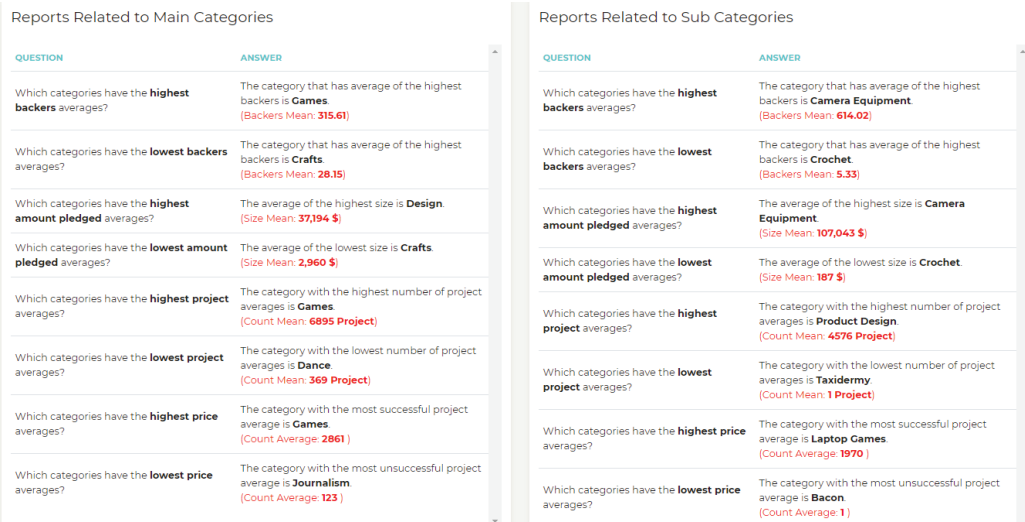 Reports Related to Main Categories
QUESTION ANSWER
Which categories have the highest
backers averages?
The category that has average of the highest
backers is Games.
(Backers Mean: 315.61)
Which categories have the lowest backers
averages?
The category that has average of the highest
backers is Crafts.
(Backers Mean: 28.15)
Which categories have the highest
amount pledged averages?
The average of the highest size is Design.
(Size Mean: 37,194 $)
Which categories have the lowest amount
pledged averages?
The average of the lowest size is Crafts.
(Size Mean: 2,960 $)
Which categories have the highest project
averages?
The category with the highest number of project
averages is Games.
(Count Mean: 6895 Project)
Which categories have the lowest project
averages?
The category with the lowest number of project
averages is Dance.
(Count Mean: 369 Project)
Which categories have the highest price
averages?
The category with the most successful project
average is Games.
(Count Average: 2861 )
Which categories have the lowest price
averages?
The category with the most unsuccessful project
average is Journalism.
(Count Average: 123 )
Reports Related to Sub Categories
QUESTION ANSWER
Which categories have the highest
backers averages?
The category that has average of the highest
backers is Camera Equipment.
(Backers Mean: 614.02)
Which categories have the lowest
backers averages?
The category that has average of the highest
backers is Crochet.
(Backers Mean: 5.33)
Which categories have the highest
amount pledged averages?
The average of the highest size is Camera
Equipment.
(Size Mean: 107,043 $)
Which categories have the lowest
amount pledged averages?
The average of the lowest size is Crochet.
(Size Mean: 187 $)
Which categories have the highest
project averages?
The category with the highest number of project
averages is Product Design.
(Count Mean: 4576 Project)
Which categories have the lowest
project averages?
The category with the lowest number of project
averages is Taxidermy.
(Count Mean: 1 Project)
Which categories have the highest price
averages?
The category with the most successful project
average is Laptop Games.
(Count Average: 1970 )
Which categories have the lowest price
averages?
The category with the most unsuccessful project
average is Bacon.
(Count Average: 1 )